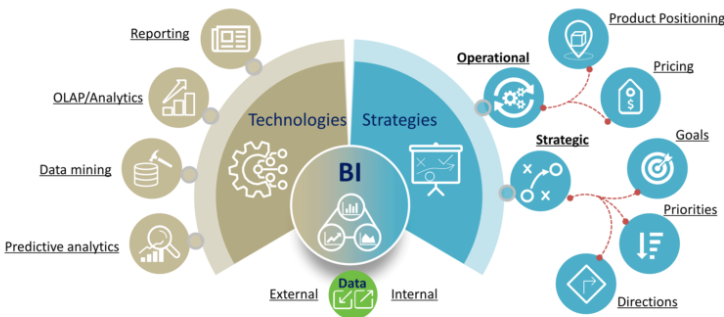 Reporting
OLAP/Analytics
Data mining
Predictive analytics
Technologies
Strategies
BI
Data
External
Internal
Operational
Product Positioning
Pricing
$
Strategic
Goals
Priorities
Directions